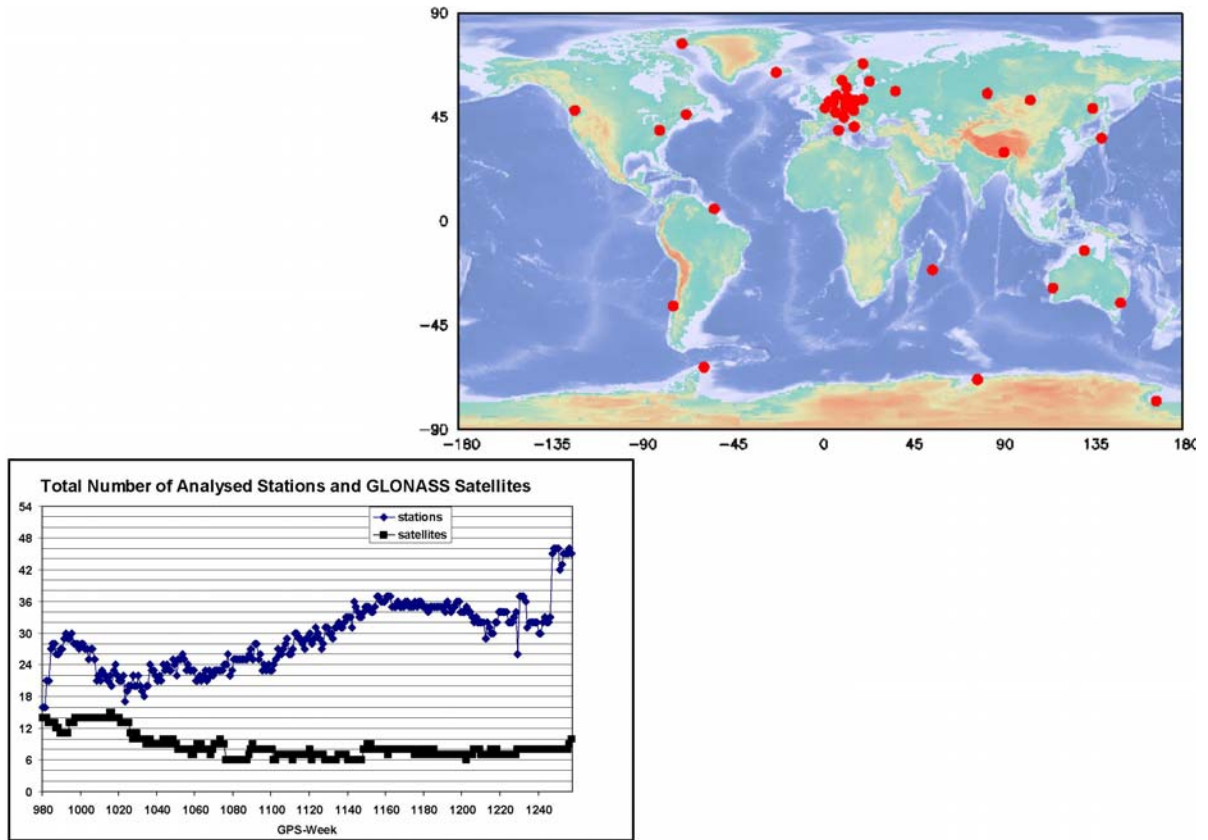 90
45
0
-45
-90
-180 -135 -90 -45 0 45 90 135 180
Total Number of Analysed Stations and GLONASS Satellites
stations
satellites
54
48
42
36
30
24
18
12
6
0
980 1000 1020 1040 1060 1080 1100 1120 1140 1160 1180 1200 1220 1240
GPS-Week